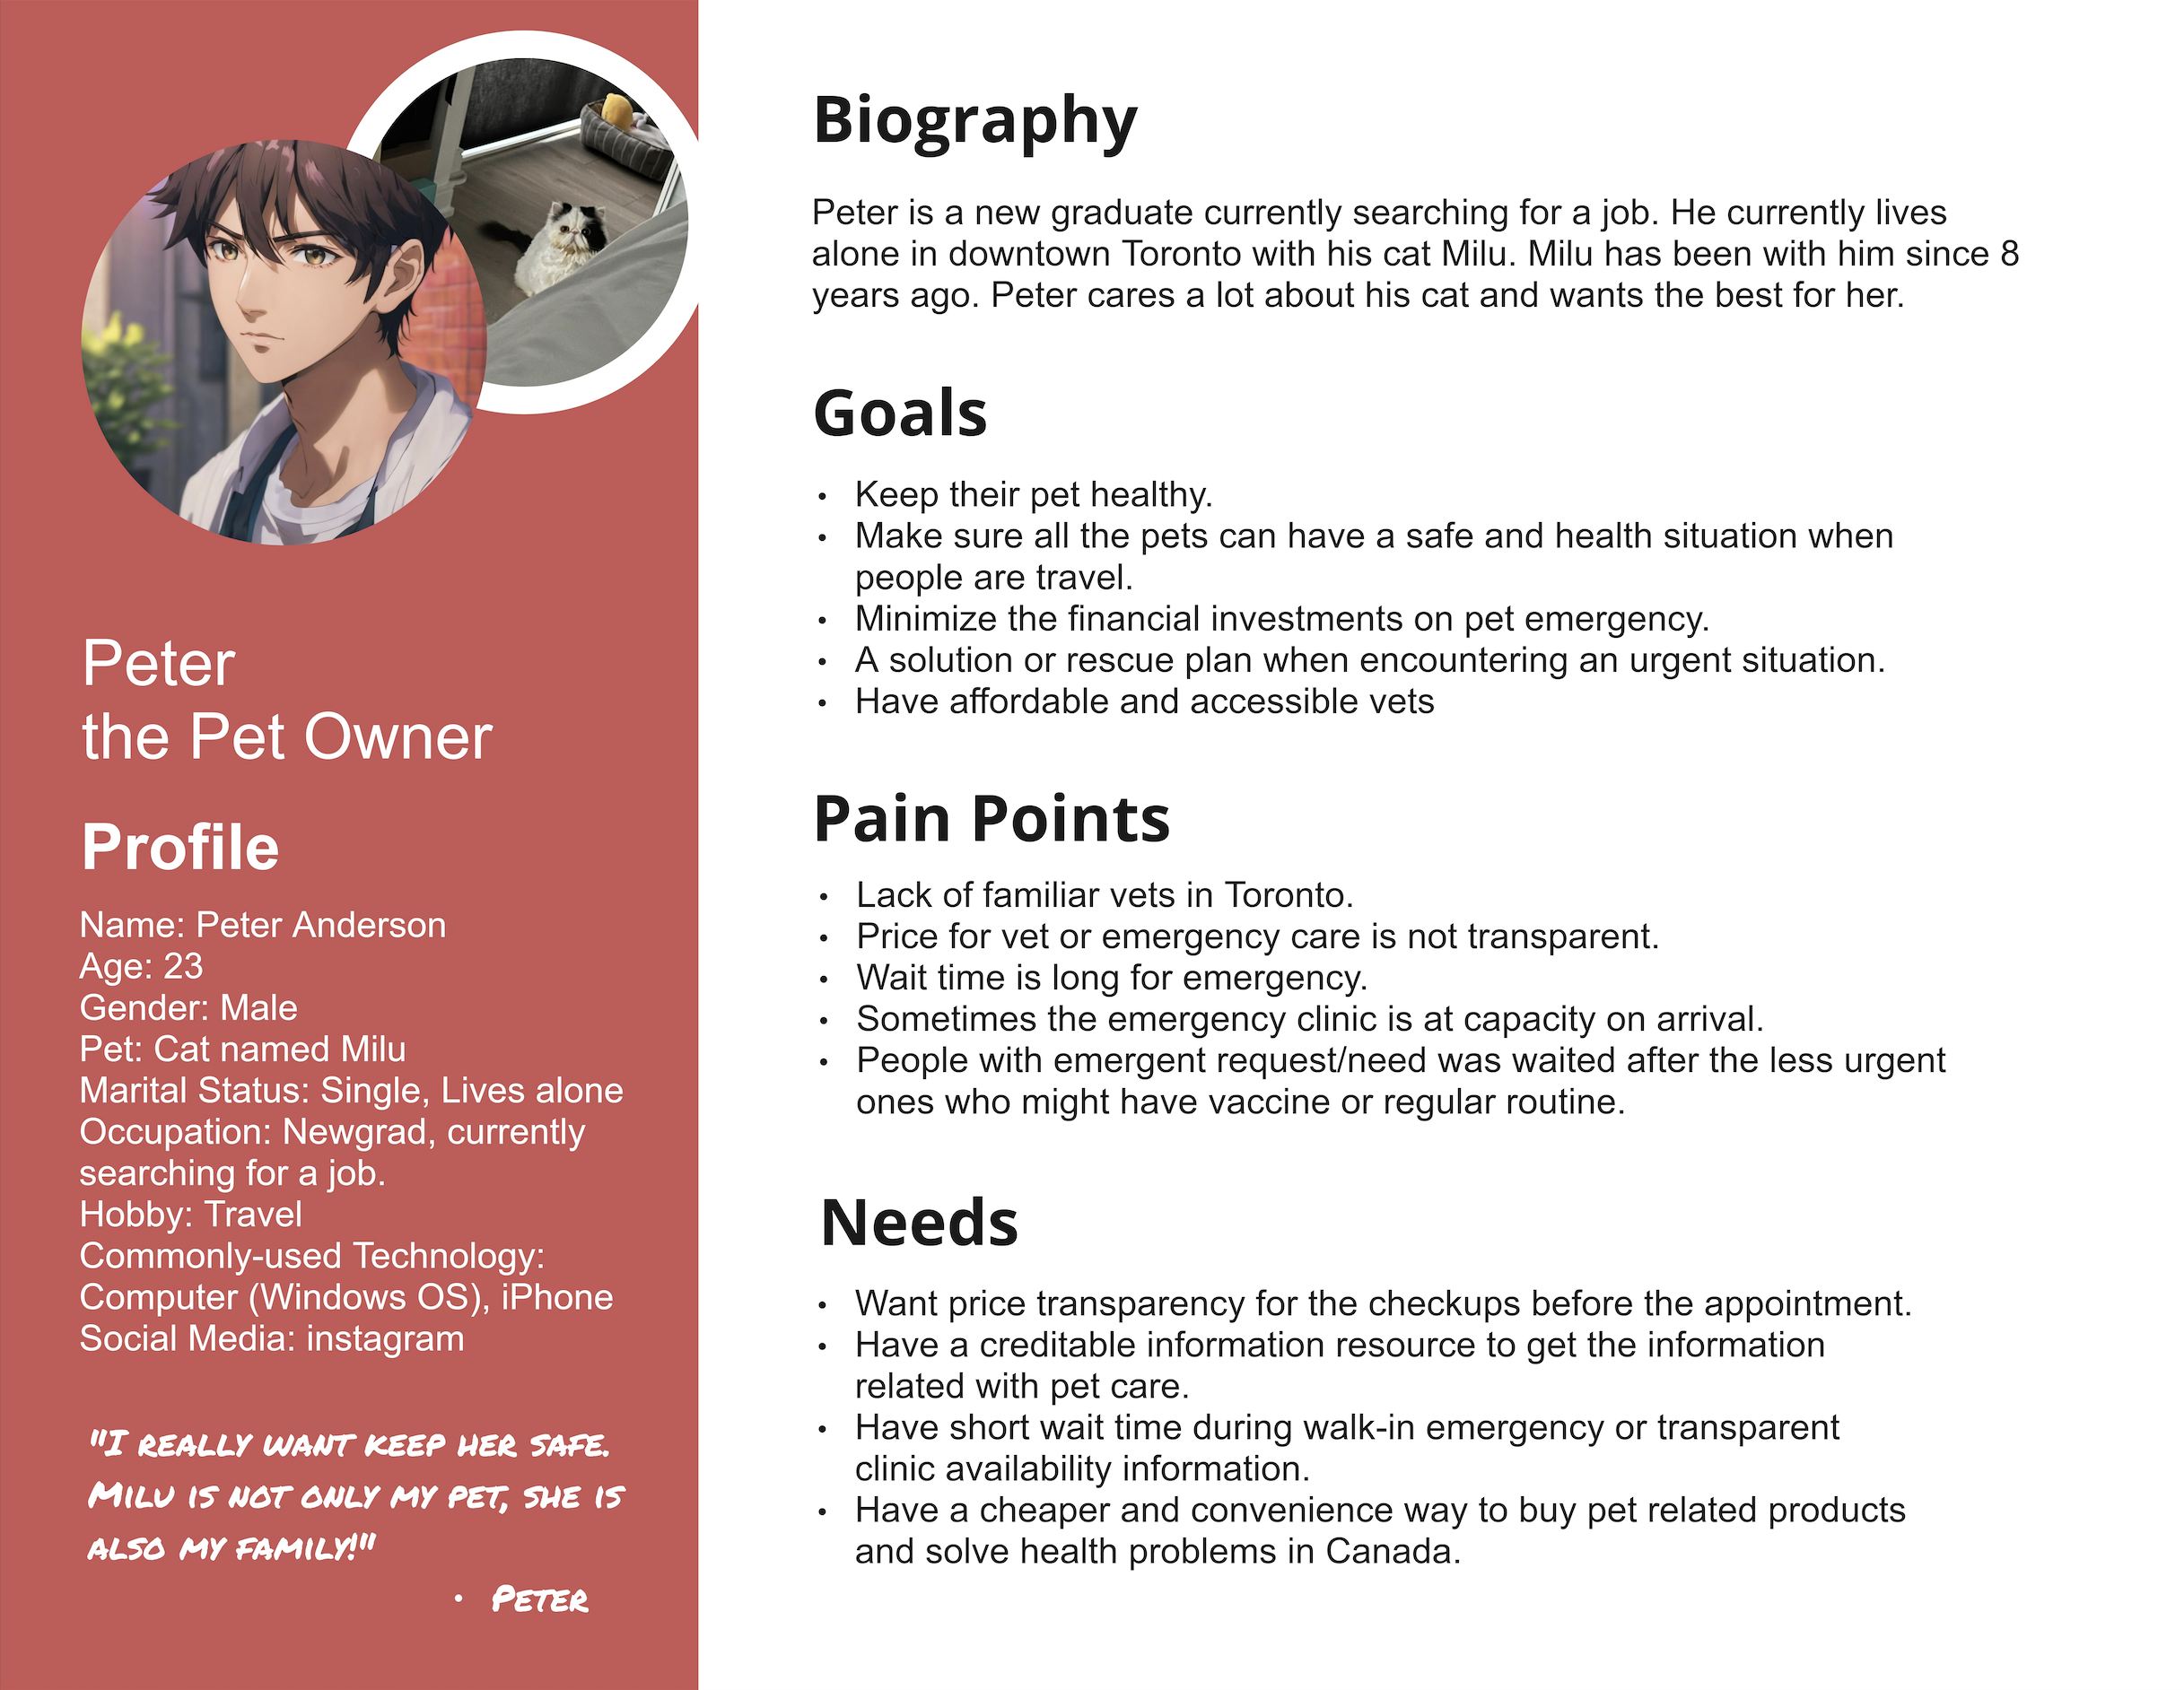 Peter
the Pet Owner
Profile
Name: Peter Anderson
Age: 23
Gender: Male
Pet: Cat named Milu
Marital Status: Single, Lives alone
Occupation: Newgrad, currently
searching for a job.
Hobby: Travel
Commonly-used Technology:
Computer (Windows OS), iPhone
Social Media: instagram
"I REALLY WANT KEEP HER SAFE.
MILU IS NOT ONLY MY PET, SHE IS
ALSO MY FAMILY!"
• PETER
Biography
Peter is a new graduate currently searching for a job. He currently lives
alone in downtown Toronto with his cat Milu. Milu has been with him since 8
years ago. Peter cares a lot about his cat and wants the best for her.
Goals
• Keep their pet healthy.
• Make sure all the pets can have a safe and health situation when
people are travel.
• Minimize the financial investments on pet emergency.
• A solution or rescue plan when encountering an urgent situation.
• Have affordable and accessible vets
Pain Points
• Lack of familiar vets in Toronto.
• Price for vet or emergency care is not transparent.
• Wait time is long for emergency.
• Sometimes the emergency clinic is at capacity on arrival.
• People with emergent request/need was waited after the less urgent
ones who might have vaccine or regular routine.
Needs
• Want price transparency for the checkups before the appointment.
• Have a creditable information resource to get the information
related with pet care.
• Have short wait time during walk-in emergency or transparent
clinic availability information.
• Have a cheaper and convenience way to buy pet related products
and solve health problems in Canada.